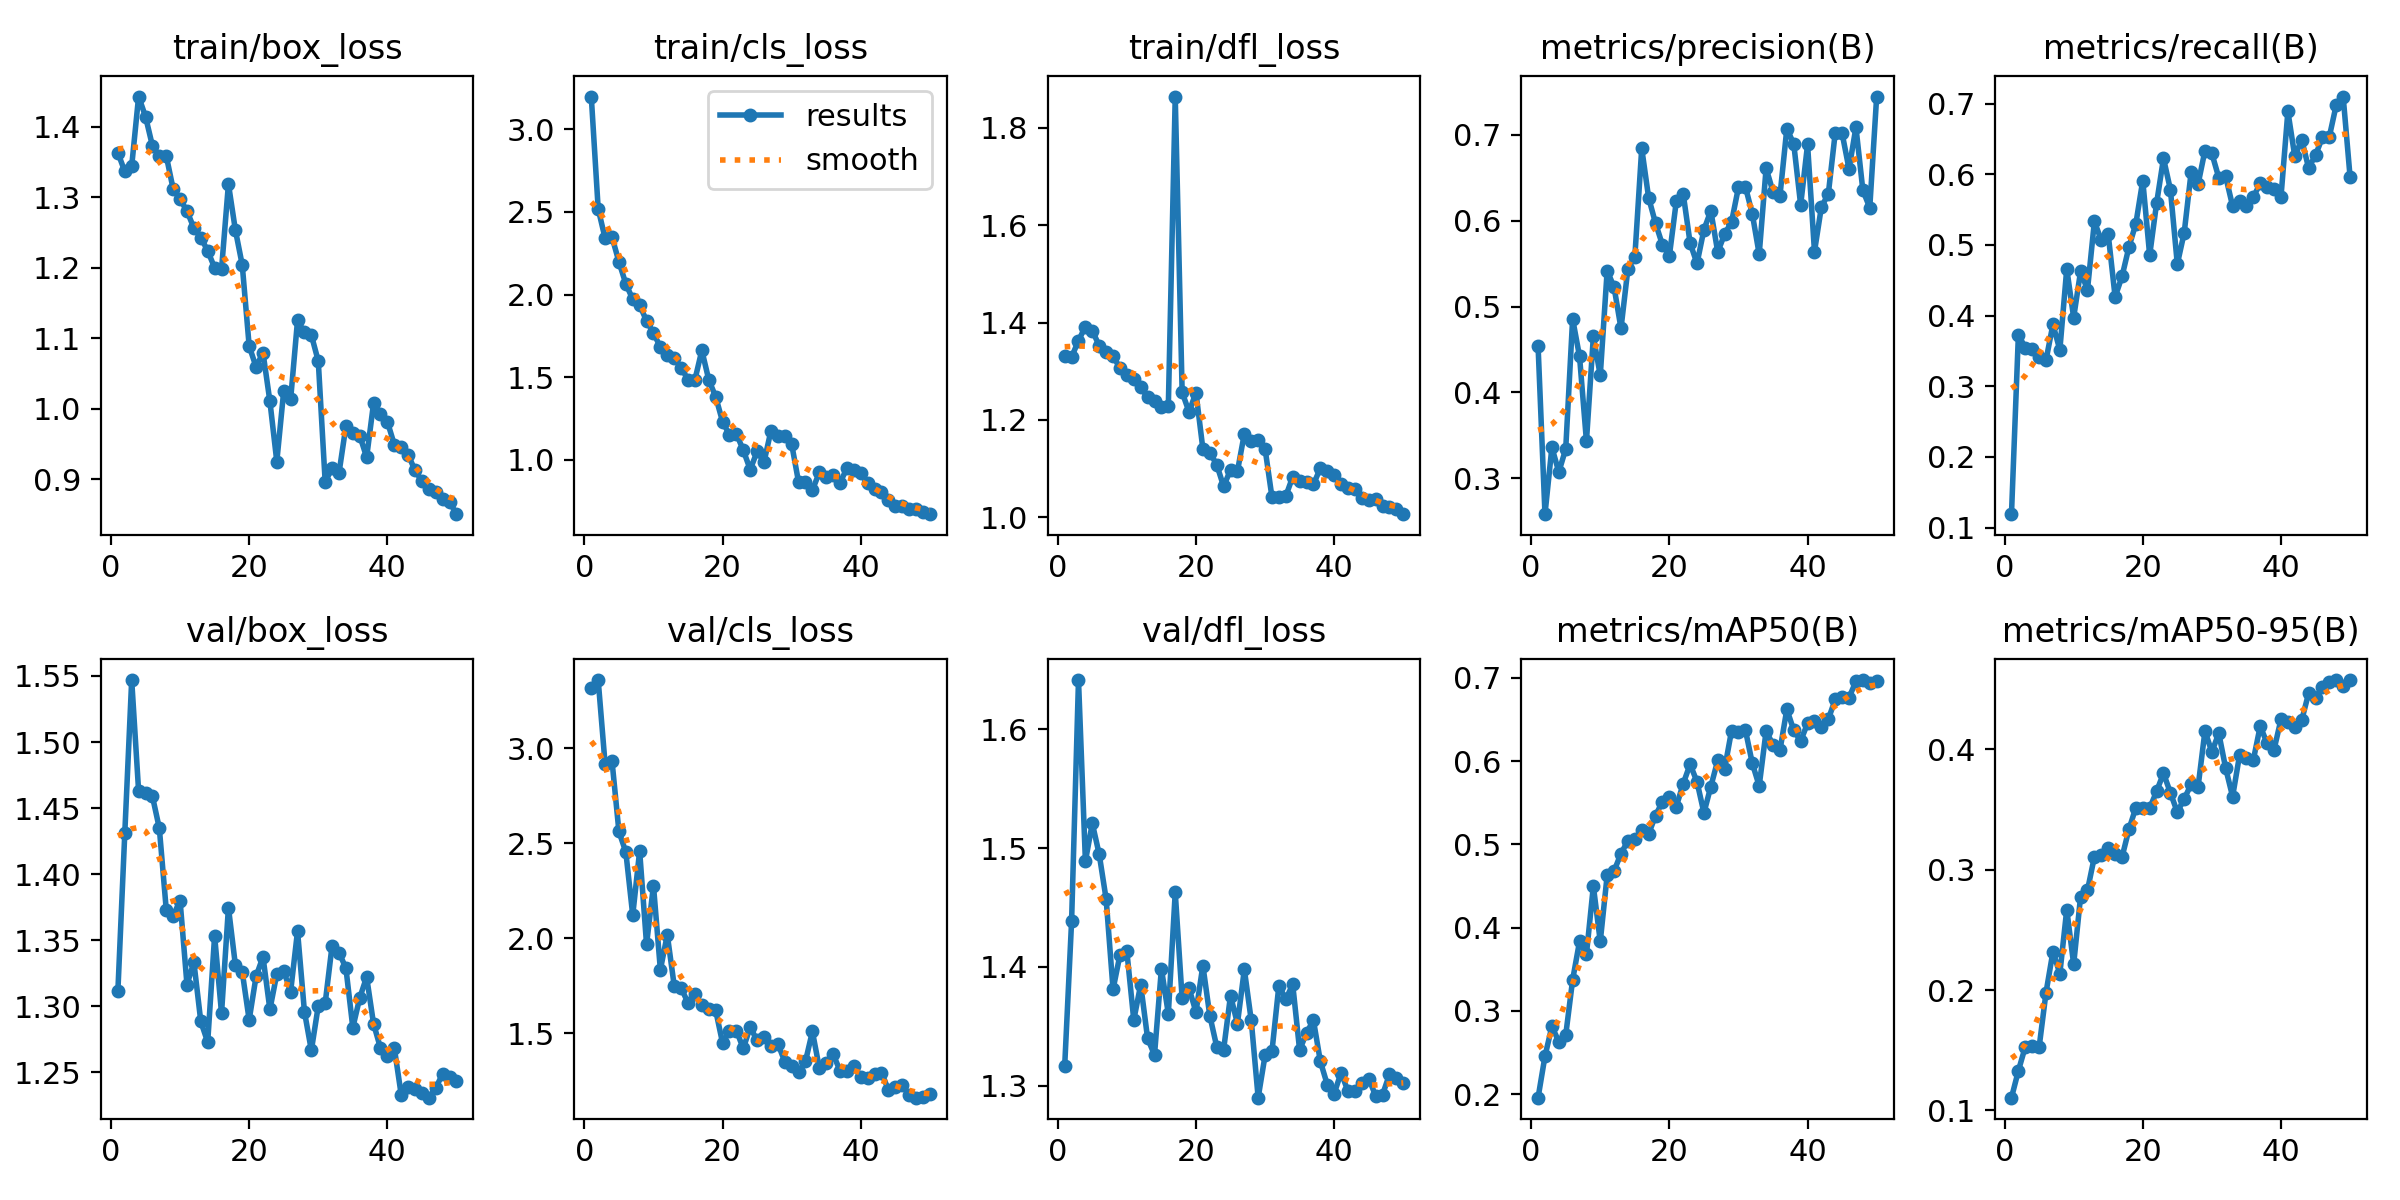 train/box_loss
1.4
1.3
1.2
1.1
1.0
0.9
0 20 40
train/cls_loss
results
smooth
3.0
2.5
2.0
1.5
1.0
0 20 40
train/dfl_loss
1.8
1.6
1.4
1.2
1.0
0 20 40
metrics/precision(B)
0.7
0.6
0.5
0.4
0.3
0 20 40
metrics/recall(B)
0.7
0.6
0.5
0.4
0.3
0.2
0.1
0 20 40
val/box_loss
1.55
1.50
1.45
1.40
1.35
1.30
1.25
0 20 40
val/cls_loss
3.0
2.5
2.0
1.5
0 20 40
val/dfl_loss
1.6
1.5
1.4
1.3
0 20 40
metrics/mAP50(B)
0.7
0.6
0.5
0.4
0.3
0.2
0 20 40
metrics/mAP50-95(B)
0.4
0.3
0.2
0.1
0 20 40